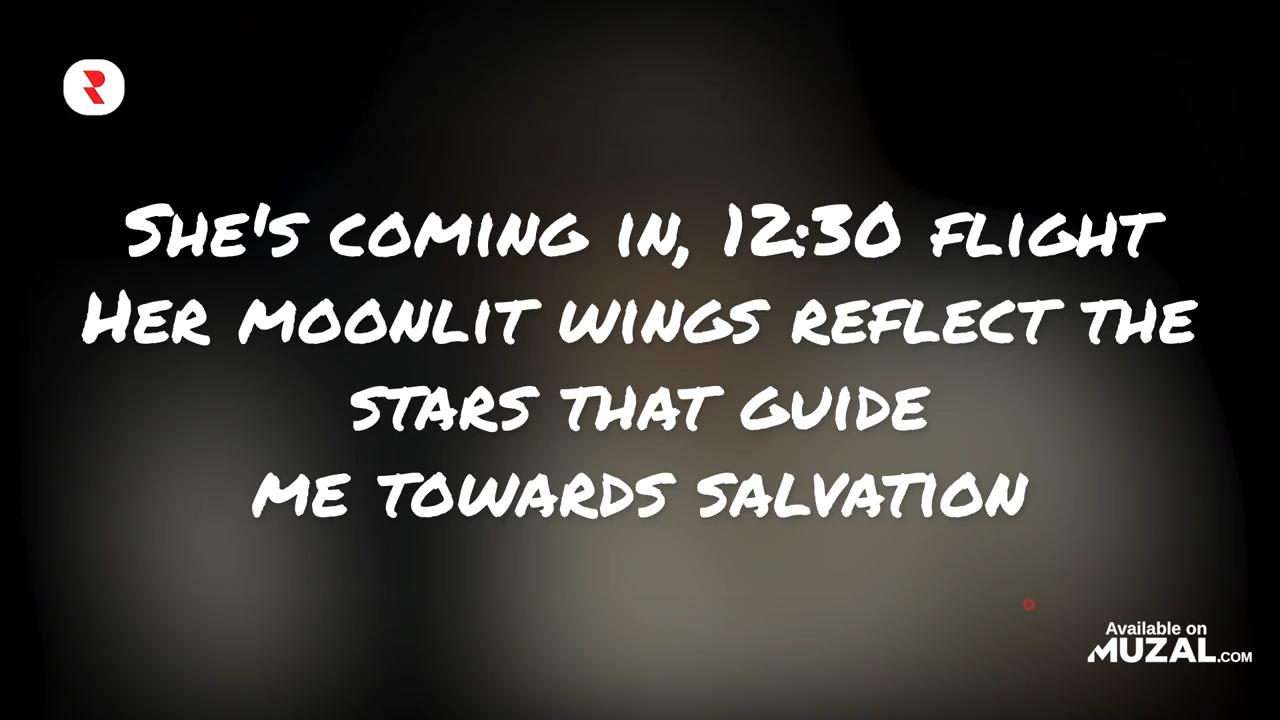 She's coming in, 12:30 flight
Her moonlit wings reflect the
stars that guide
me towards salvation
Available on
MUZAL.COM